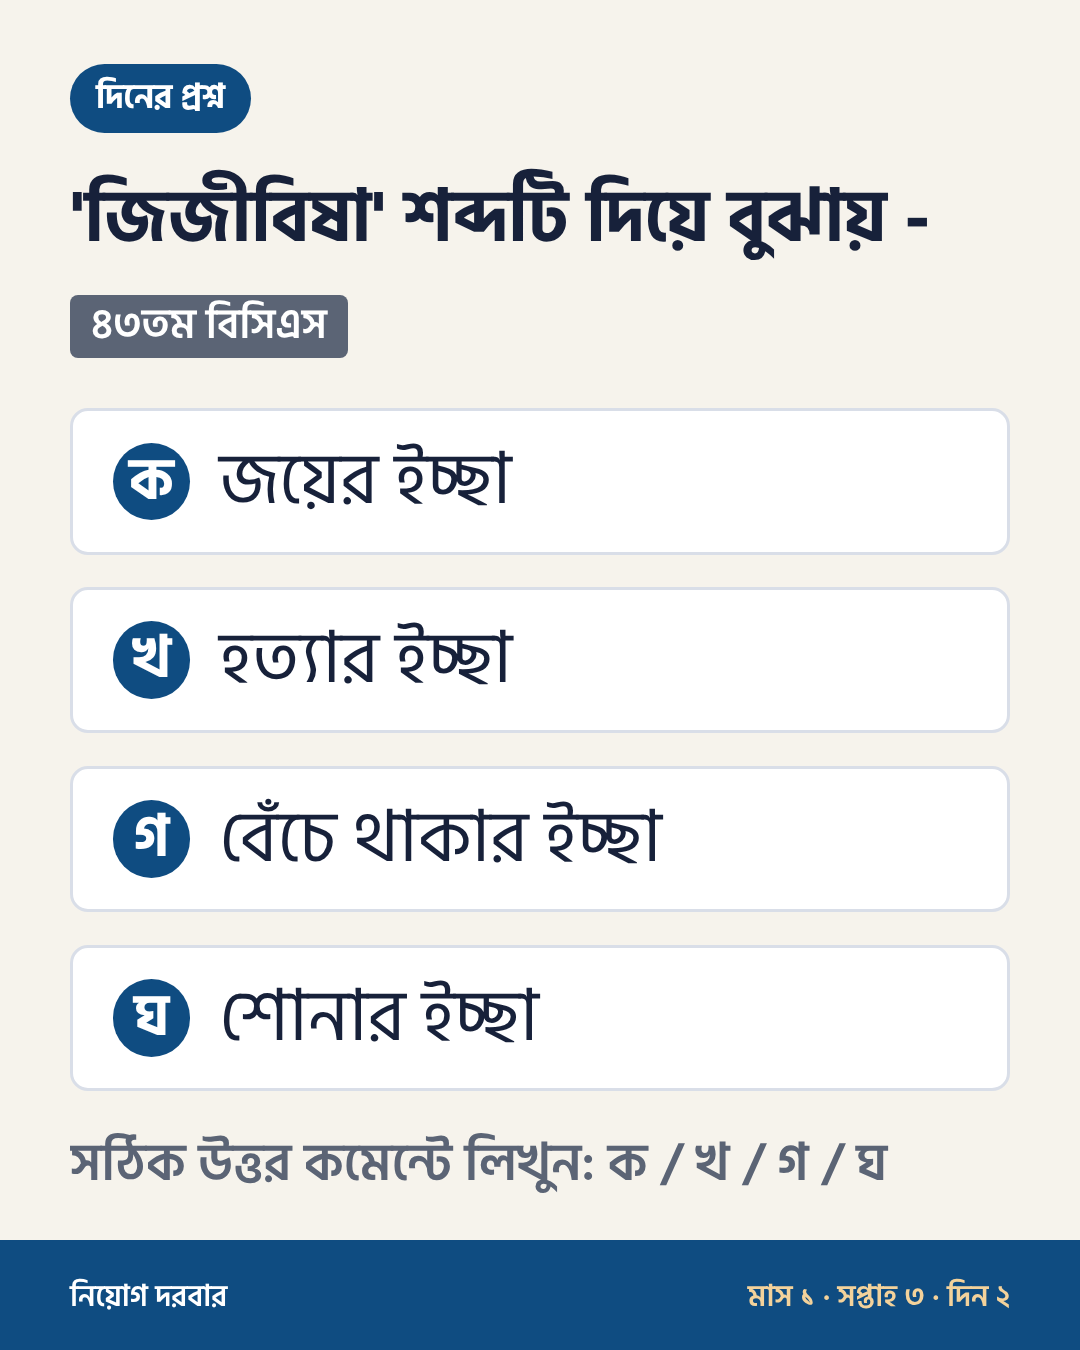 দিনের প্রশ্ন
'জিজীবিষা' শব্দটি দিয়ে বুঝায় -
৪৩তম বিসিএস
ক জয়ের ইচ্ছা
খ হত্যার ইচ্ছা
গ বেঁচে থাকার ইচ্ছা
ঘ শোনার ইচ্ছা
সঠিক উত্তর কমেন্টে লিখুন: ক / খ / গ / ঘ
নিয়োগ দরবার
মাস ১ · সপ্তাহ ৩ · দিন ২